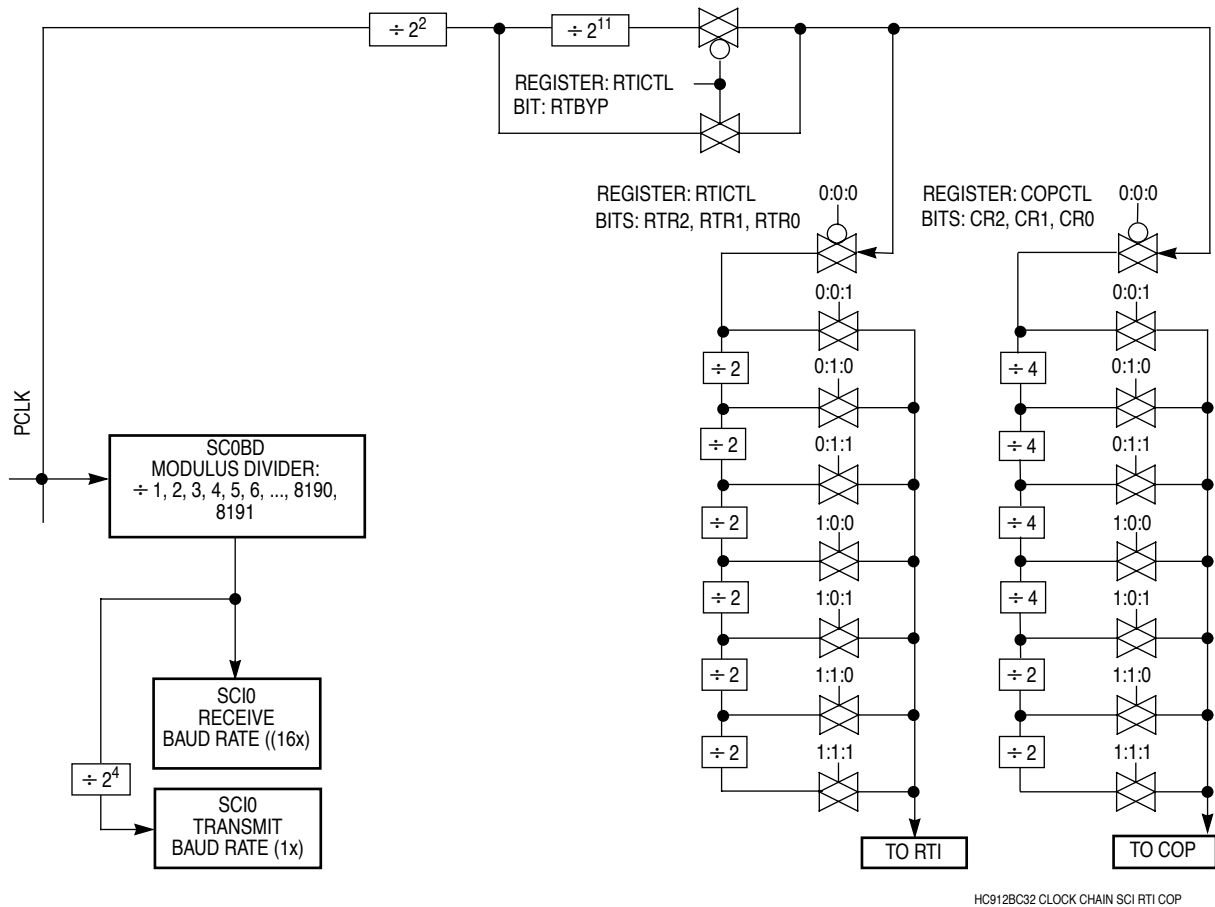 ÷ 2²
÷ 2¹¹
REGISTER: RTICTL
BIT: RTBYP
REGISTER: RTICTL
BITS: RTR2, RTR1, RTR0
0:0:0
REGISTER: COPCTL
BITS: CR2, CR1, CR0
0:0:0
PCLK
SC0BD
MODULUS DIVIDER:
÷ 1, 2, 3, 4, 5, 6, ..., 8190,
8191
SCI0
RECEIVE
BAUD RATE ((16x)
÷ 2⁴
SCI0
TRANSMIT
BAUD RATE (1x)
0:0:1
÷ 2
0:1:0
÷ 2
0:1:1
÷ 2
1:0:0
÷ 2
1:0:1
÷ 2
1:1:0
÷ 2
1:1:1
TO RTI
0:0:1
÷ 4
0:1:0
÷ 4
0:1:1
÷ 4
1:0:0
÷ 4
1:0:1
÷ 2
1:1:0
÷ 2
1:1:1
TO COP
HC912BC32 CLOCK CHAIN SCI RTI COP